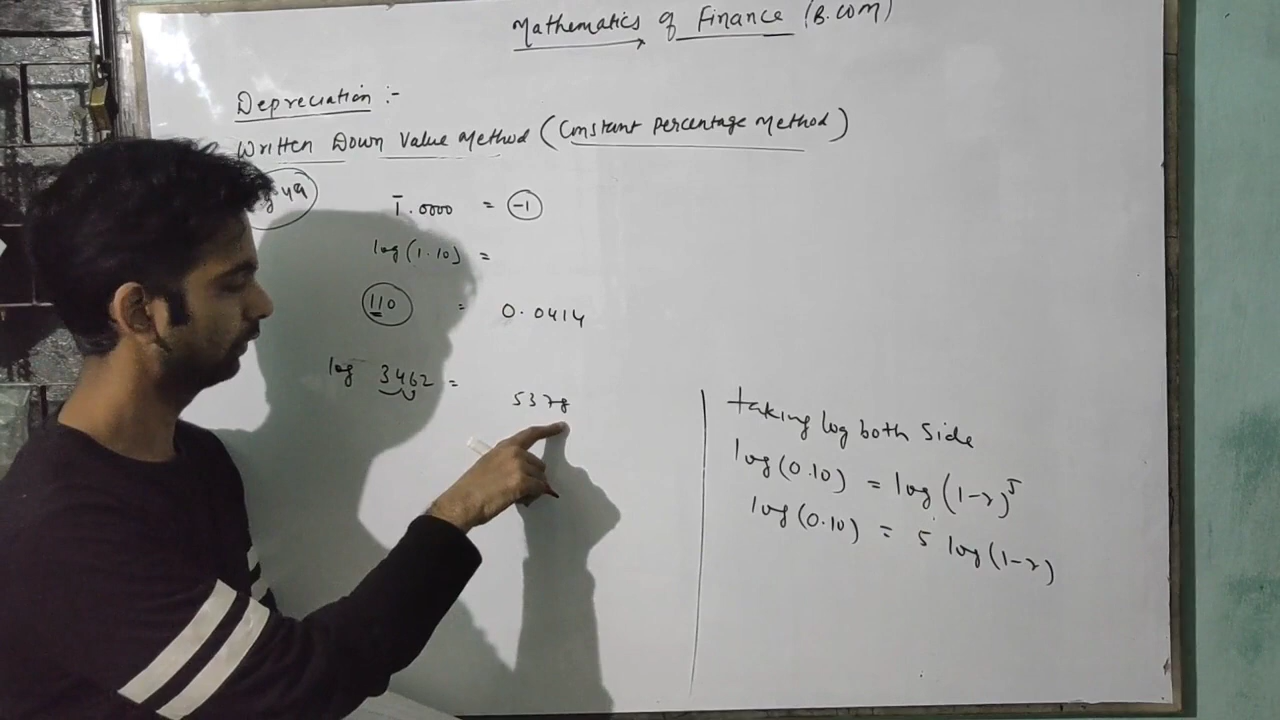 Mathematics of Finance (B.COM)
Depreciation :-
Written Down Value Method (Constant Percentage Method)
49
1̅.0000 = -1
log(1.10) =
110 = 0.0414
log 3462 =
5378
taking log both side
log(0.10) = log(1-r)⁵
log(0.10) = 5 log(1-r)